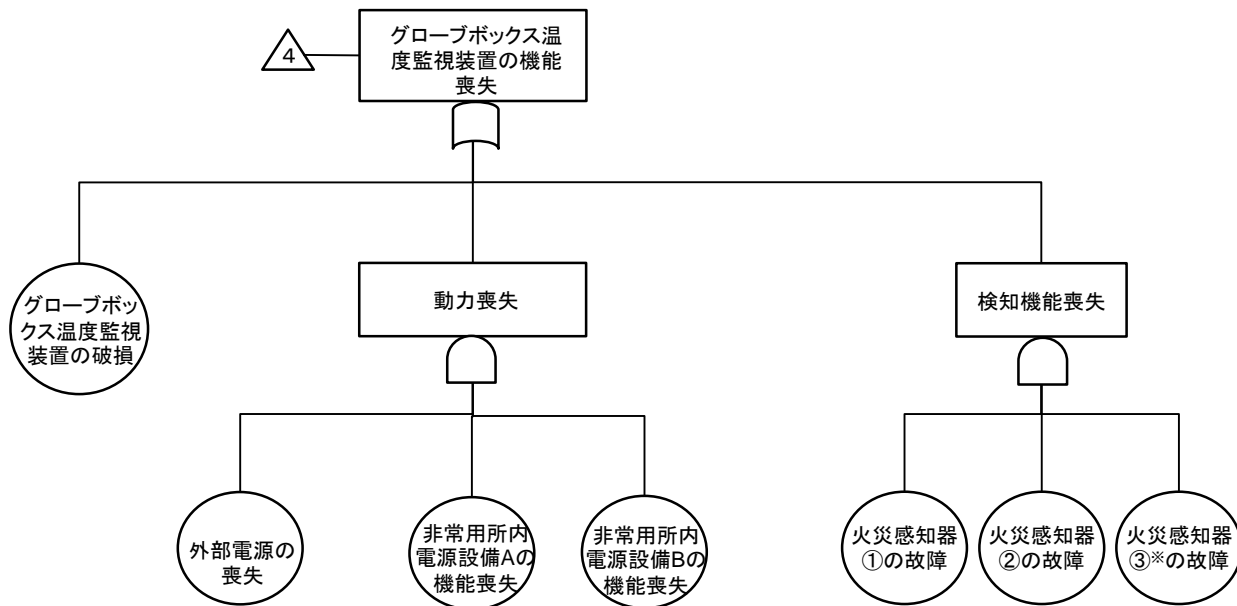 4
グローブボックス温
度監視装置の機能
喪失
グローブボッ
クス温度監視
装置の破損
動力喪失
検知機能喪失
外部電源の
喪失
非常用所内
電源設備Aの
機能喪失
非常用所内
電源設備Bの
機能喪失
火災感知器
①の故障
火災感知器
②の故障
火災感知器
③※の故障